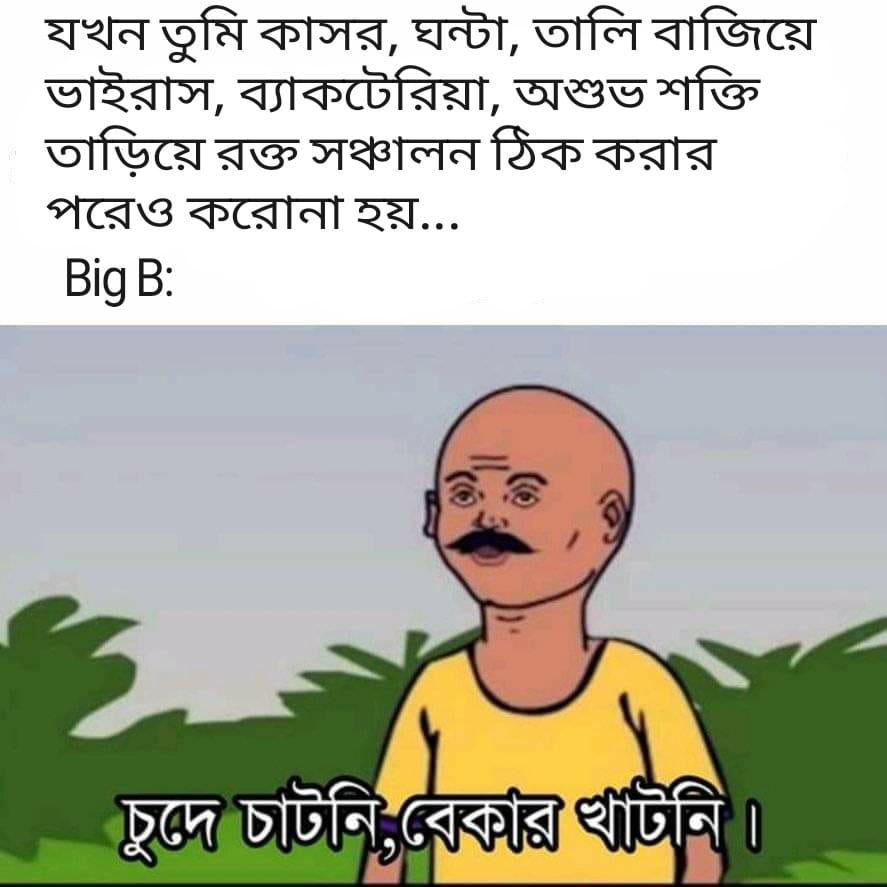 যখন তুমি কাসর, ঘন্টা, তালি বাজিয়ে
ভাইরাস, ব্যাকটেরিয়া, অশুভ শক্তি
তাড়িয়ে রক্ত সঞ্চালন ঠিক করার
পরেও করোনা হয়...
Big B:
চুদে চাটনি,বেকার খাটনি।